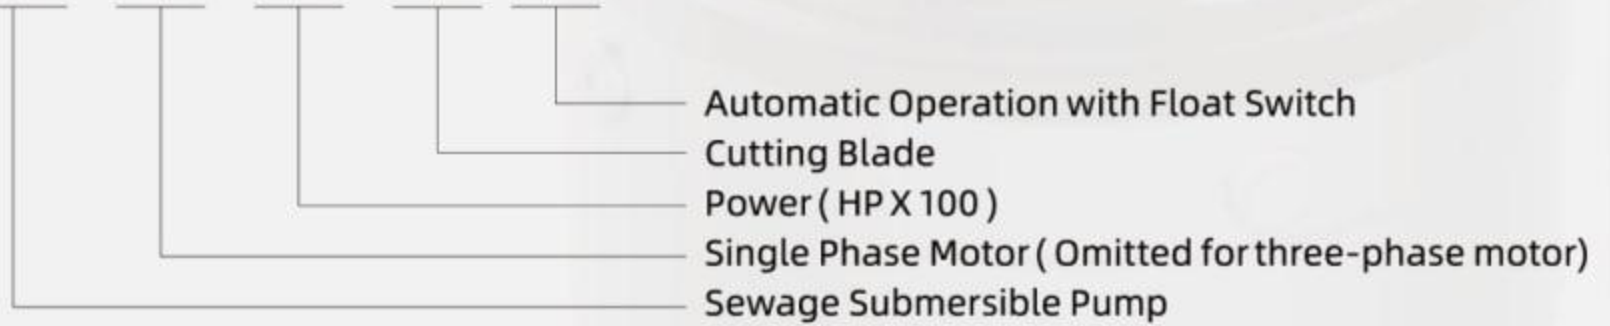 Automatic Operation with Float Switch
Cutting Blade
Power ( HP X 100 )
Single Phase Motor ( Omitted for three-phase motor)
Sewage Submersible Pump